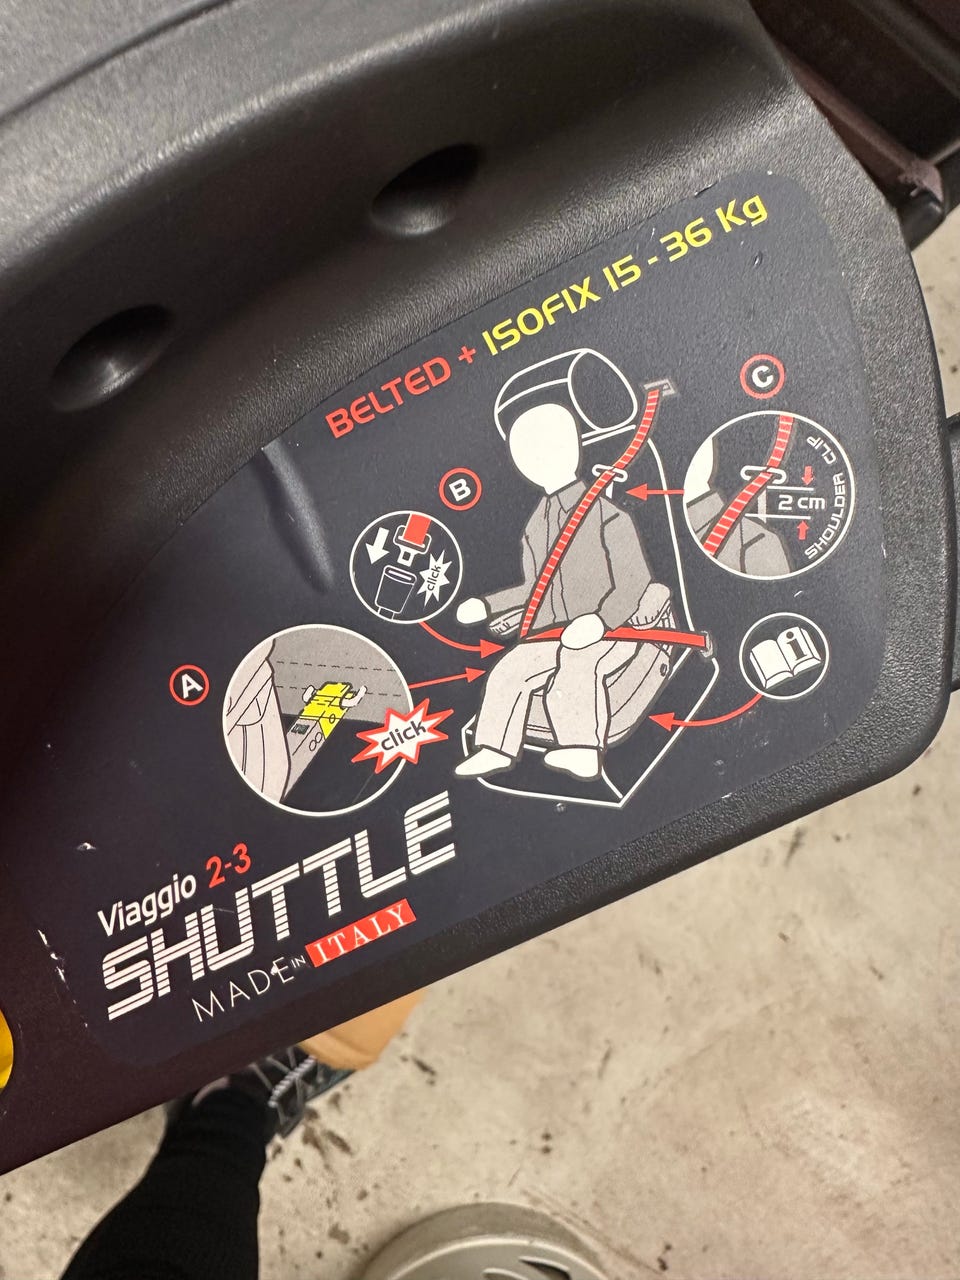 BELTED + ISOFIX 15 - 36 Kg
C
2 cm
SHOULDER CLIP
B
click
i
A
click
Viaggio 2-3
SHUTTLE
MADE IN ITALY